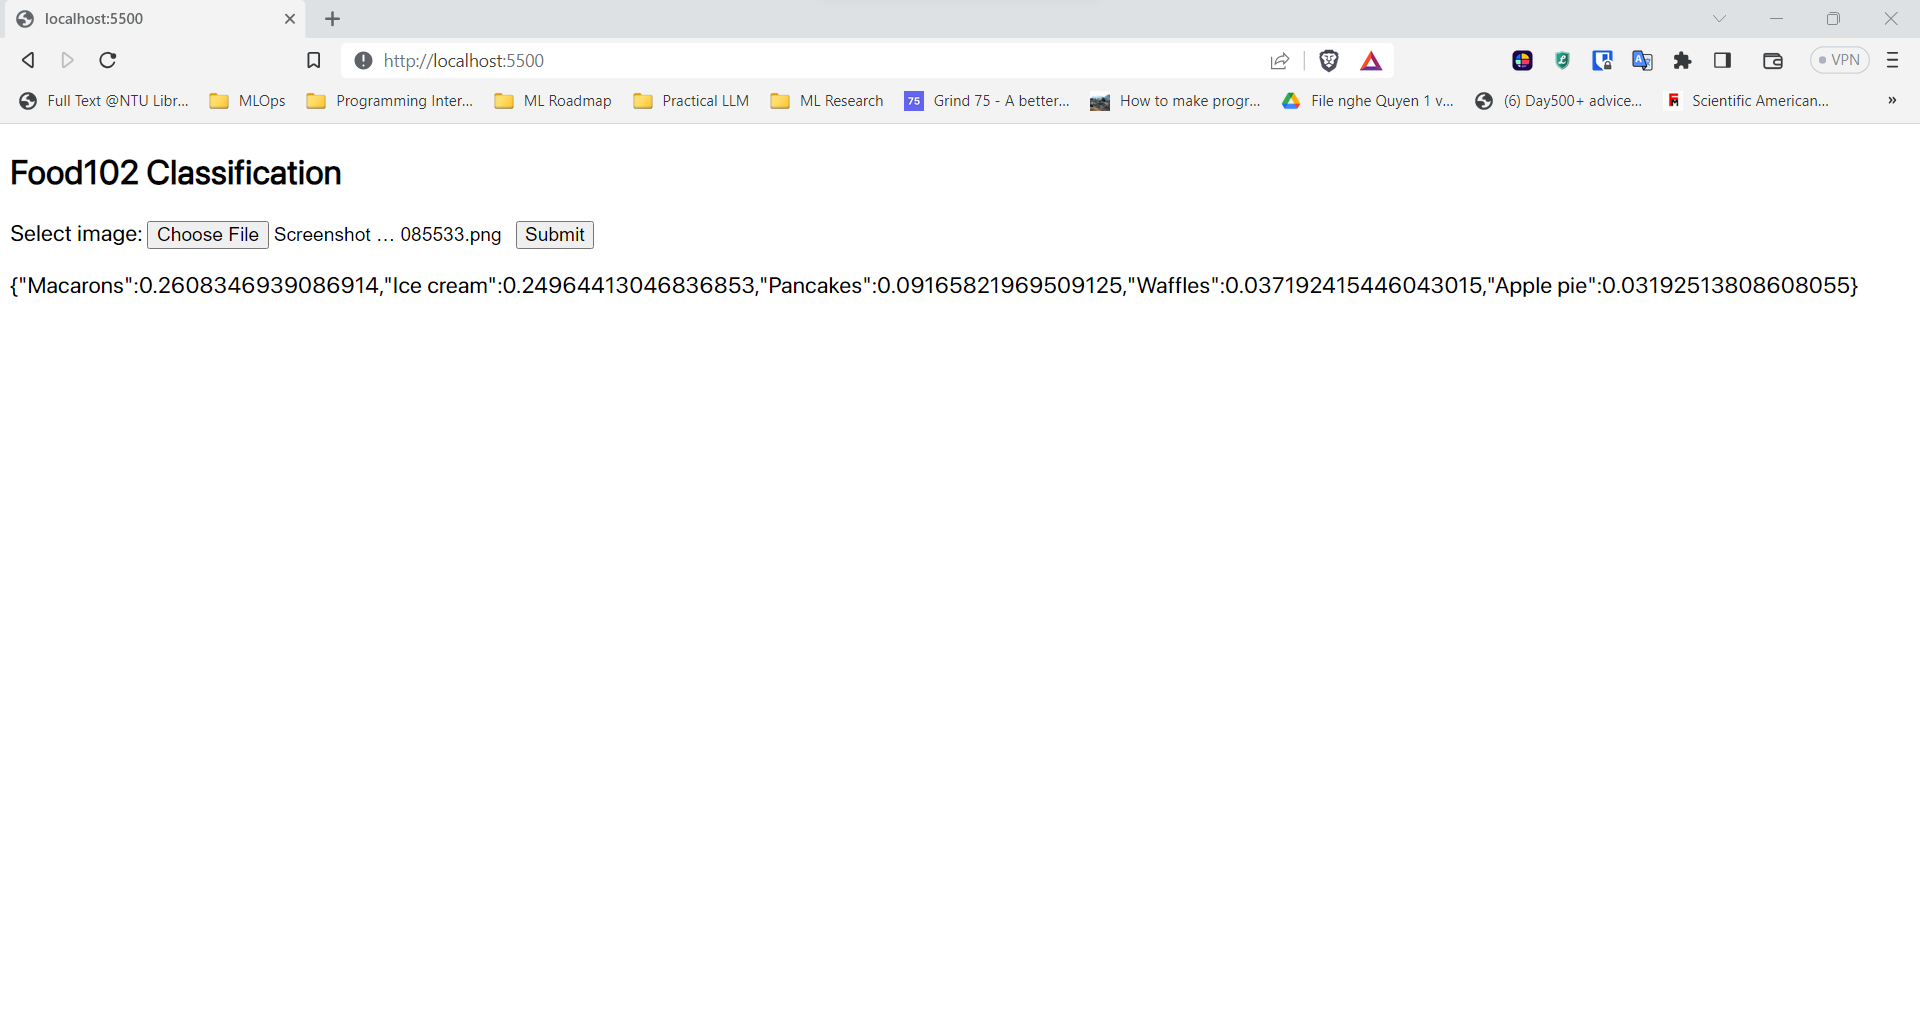 localhost:5500
http://localhost:5500
VPN
Full Text @NTU Libr... MLOps Programming Inter... ML Roadmap Practical LLM ML Research 75 Grind 75 - A better... How to make progr... File nghe Quyen 1 v... (6) Day500+ advice... Scientific American... »
Food102 Classification
Select image: Choose File Screenshot ... 085533.png Submit
{"Macarons":0.2608346939086914,"Ice cream":0.24964413046836853,"Pancakes":0.09165821969509125,"Waffles":0.037192415446043015,"Apple pie":0.03192513808608055}